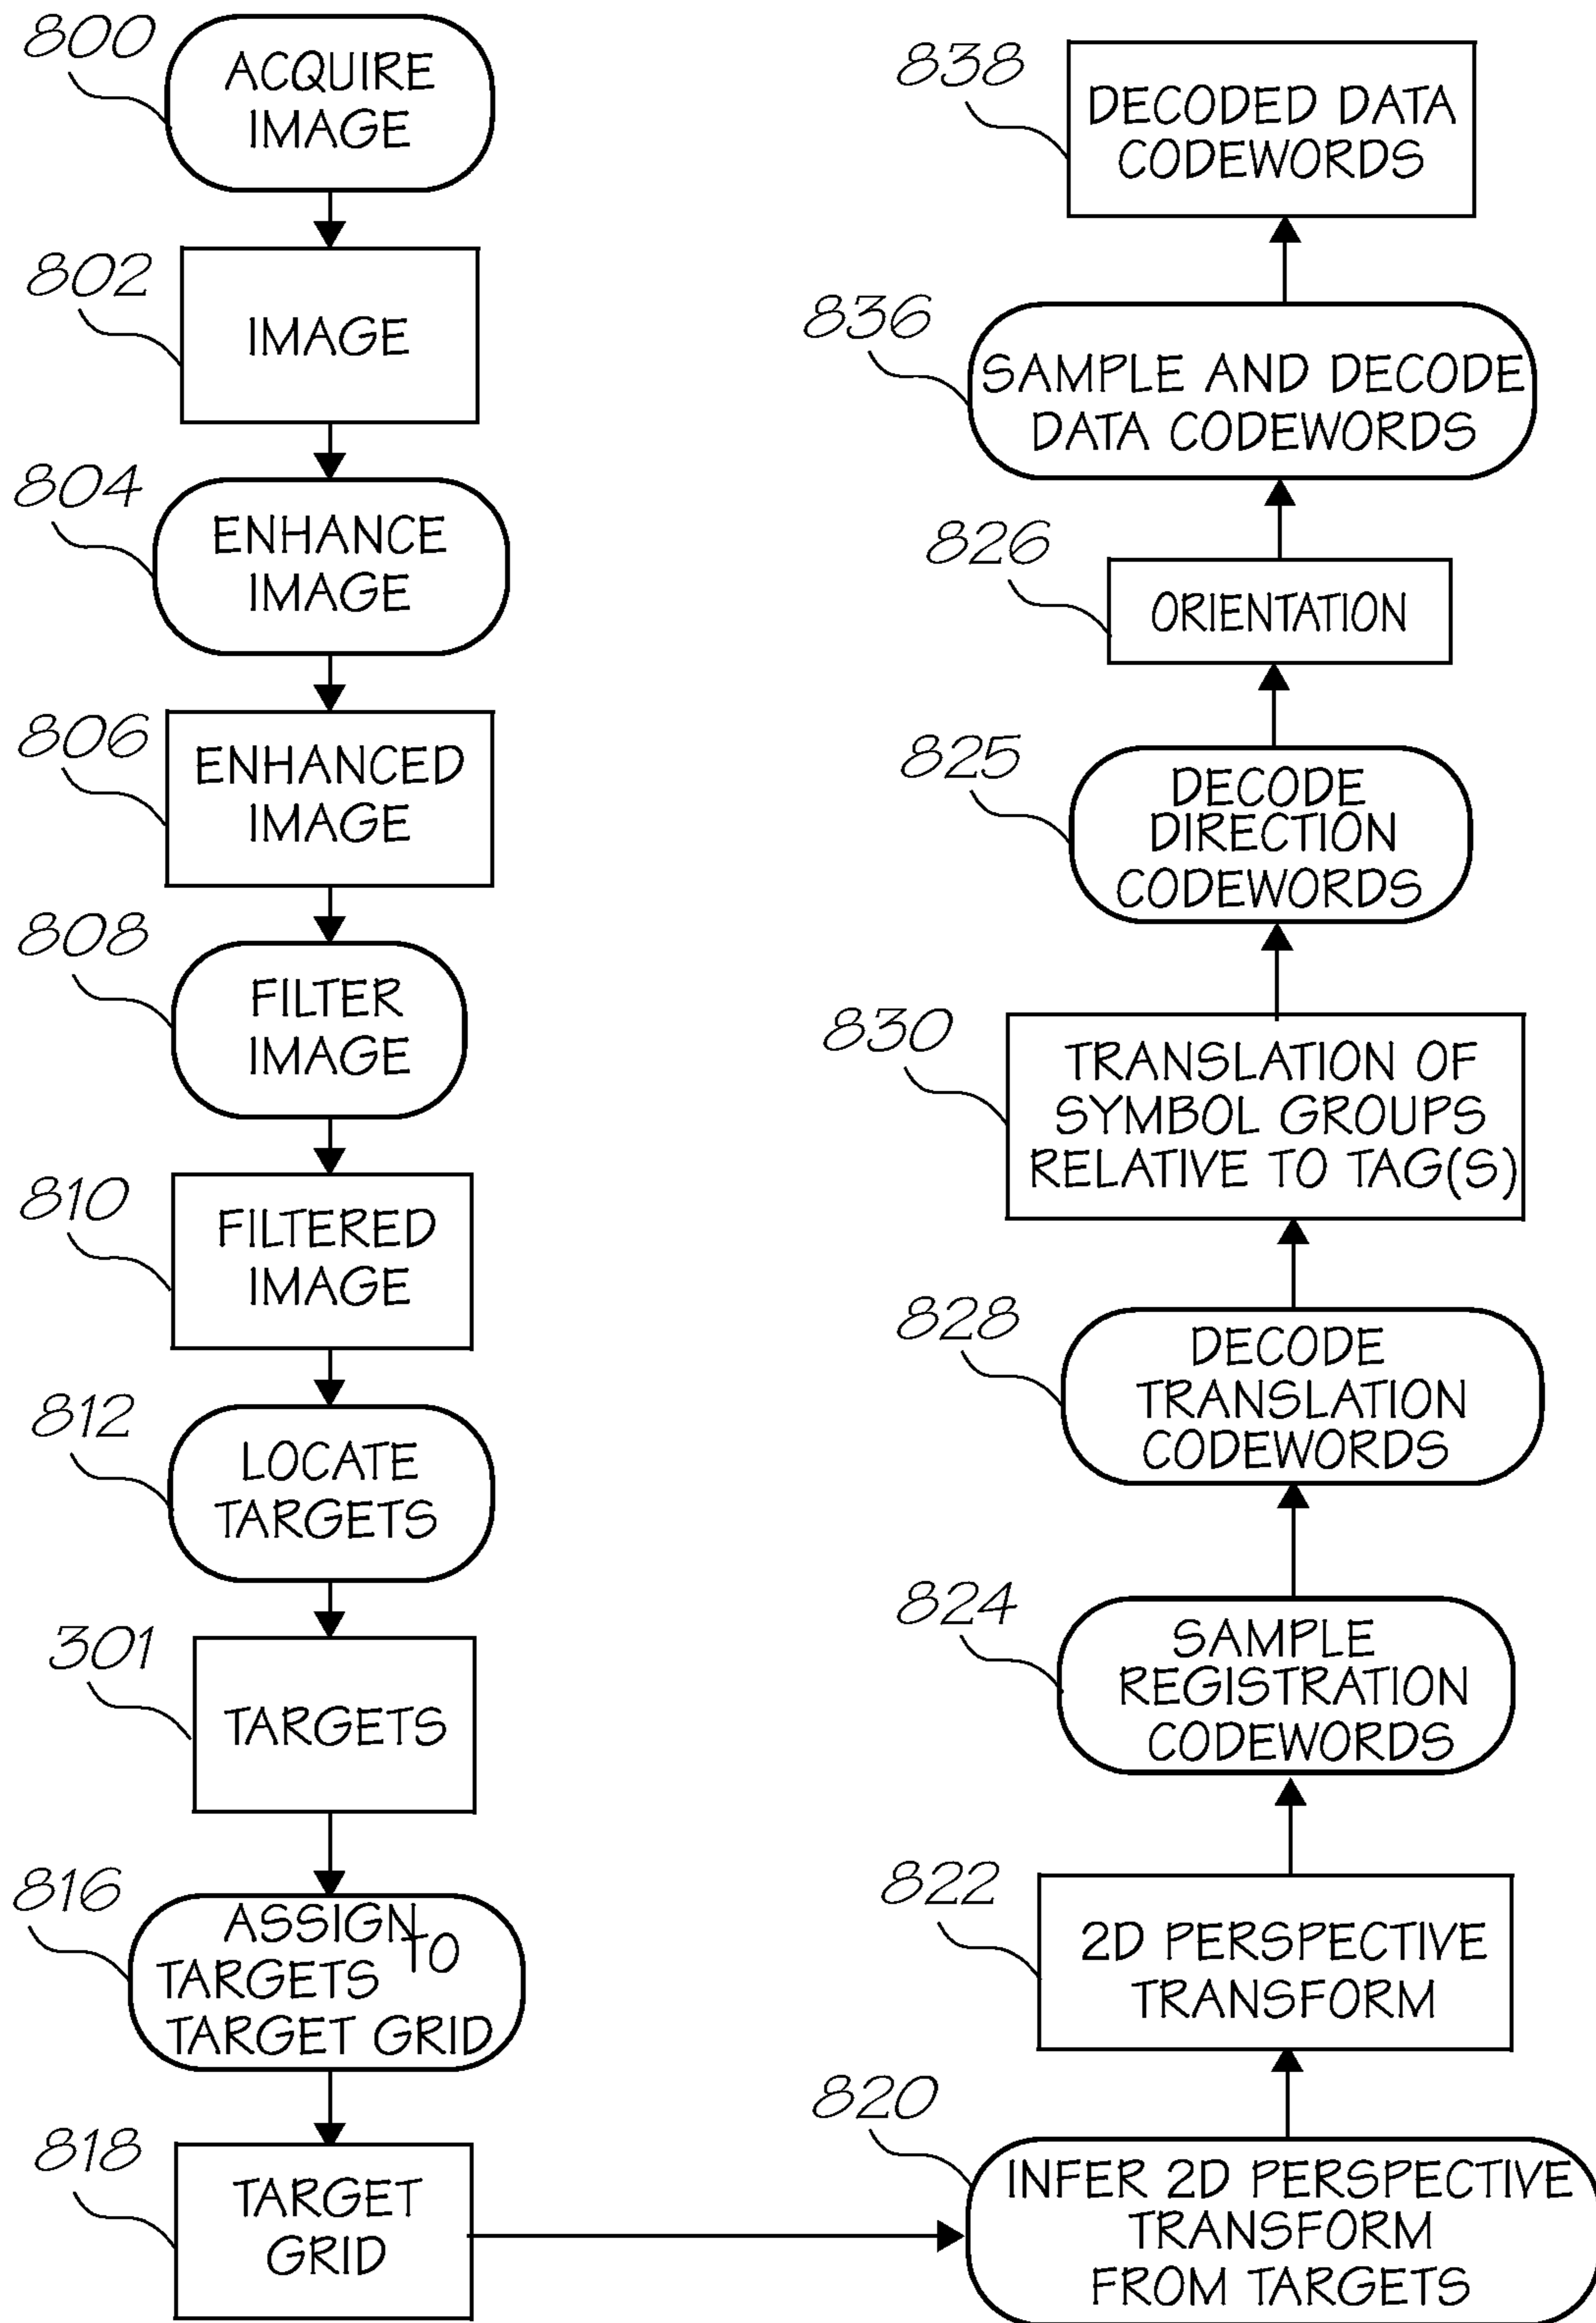 800
ACQUIRE
IMAGE
802
IMAGE
804
ENHANCE
IMAGE
806
ENHANCED
IMAGE
808
FILTER
IMAGE
810
FILTERED
IMAGE
812
LOCATE
TARGETS
301
TARGETS
816
ASSIGN
TARGETS TO
TARGET GRID
818
TARGET
GRID
820
INFER 2D PERSPECTIVE
TRANSFORM
FROM TARGETS
822
2D PERSPECTIVE
TRANSFORM
824
SAMPLE
REGISTRATION
CODEWORDS
828
DECODE
TRANSLATION
CODEWORDS
830
TRANSLATION OF
SYMBOL GROUPS
RELATIVE TO TAG(S)
825
DECODE
DIRECTION
CODEWORDS
826
ORIENTATION
836
SAMPLE AND DECODE
DATA CODEWORDS
838
DECODED DATA
CODEWORDS